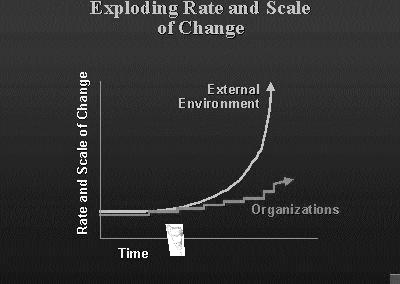 Exploding Rate and Scale
of Change
External
Environment
Rate and Scale of Change
Organizations
Time